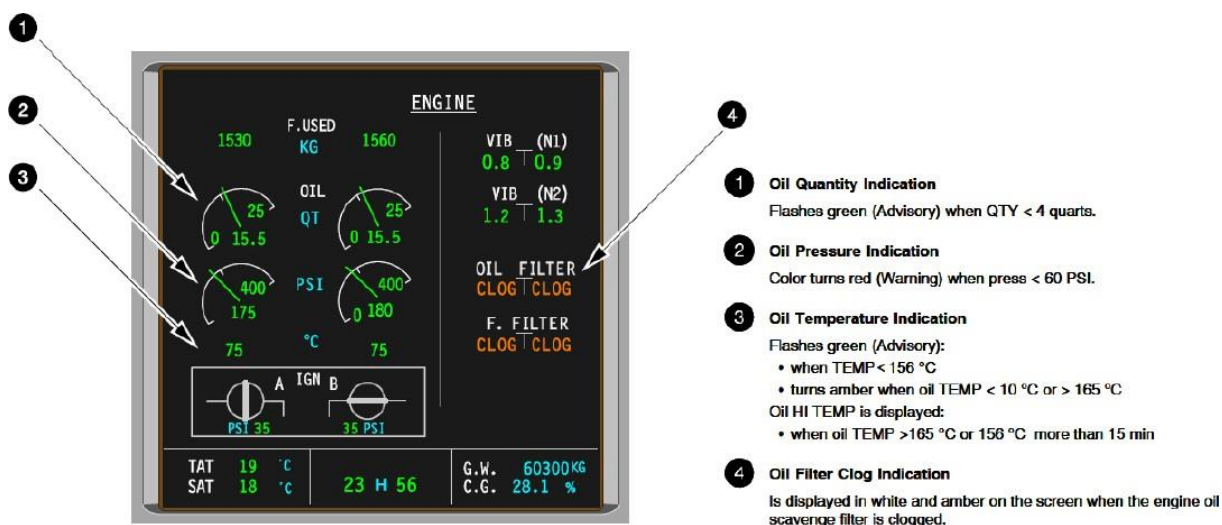 1
2
3
4
ENGINE
F.USED
1530 KG 1560
VIB (N1)
0.8 0.9
OIL
VIB (N2)
25 QT 25
1.2 1.3
0 15.5 0 15.5
OIL FILTER
CLOG CLOG
400 PSI 400
175 0 180
F. FILTER
CLOG CLOG
75 °C 75
A IGN B
PSI 35 35 PSI
TAT 19 °C
SAT 18 °C
23 H 56
G.W. 60300 KG
C.G. 28.1 %
1 Oil Quantity Indication
Flashes green (Advisory) when QTY < 4 quarts.
2 Oil Pressure Indication
Color turns red (Warning) when press < 60 PSI.
3 Oil Temperature Indication
Flashes green (Advisory):
• when TEMP< 156 °C
• turns amber when oil TEMP < 10 °C or > 165 °C
Oil HI TEMP is displayed:
• when oil TEMP >165 °C or 156 °C more than 15 min
4 Oil Filter Clog Indication
Is displayed in white and amber on the screen when the engine oil
scavenge filter is clogged.